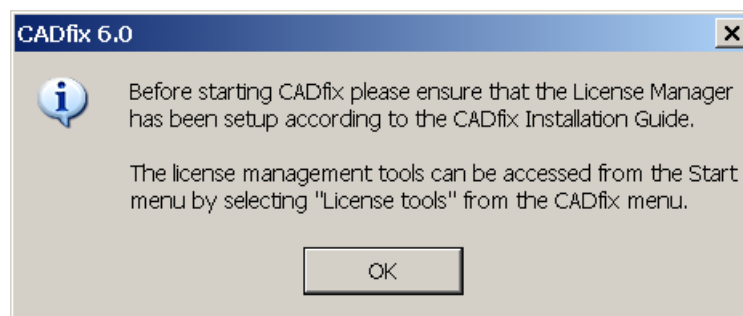 CADfix 6.0
Before starting CADfix please ensure that the License Manager
has been setup according to the CADfix Installation Guide.
The license management tools can be accessed from the Start
menu by selecting "License tools" from the CADfix menu.
OK